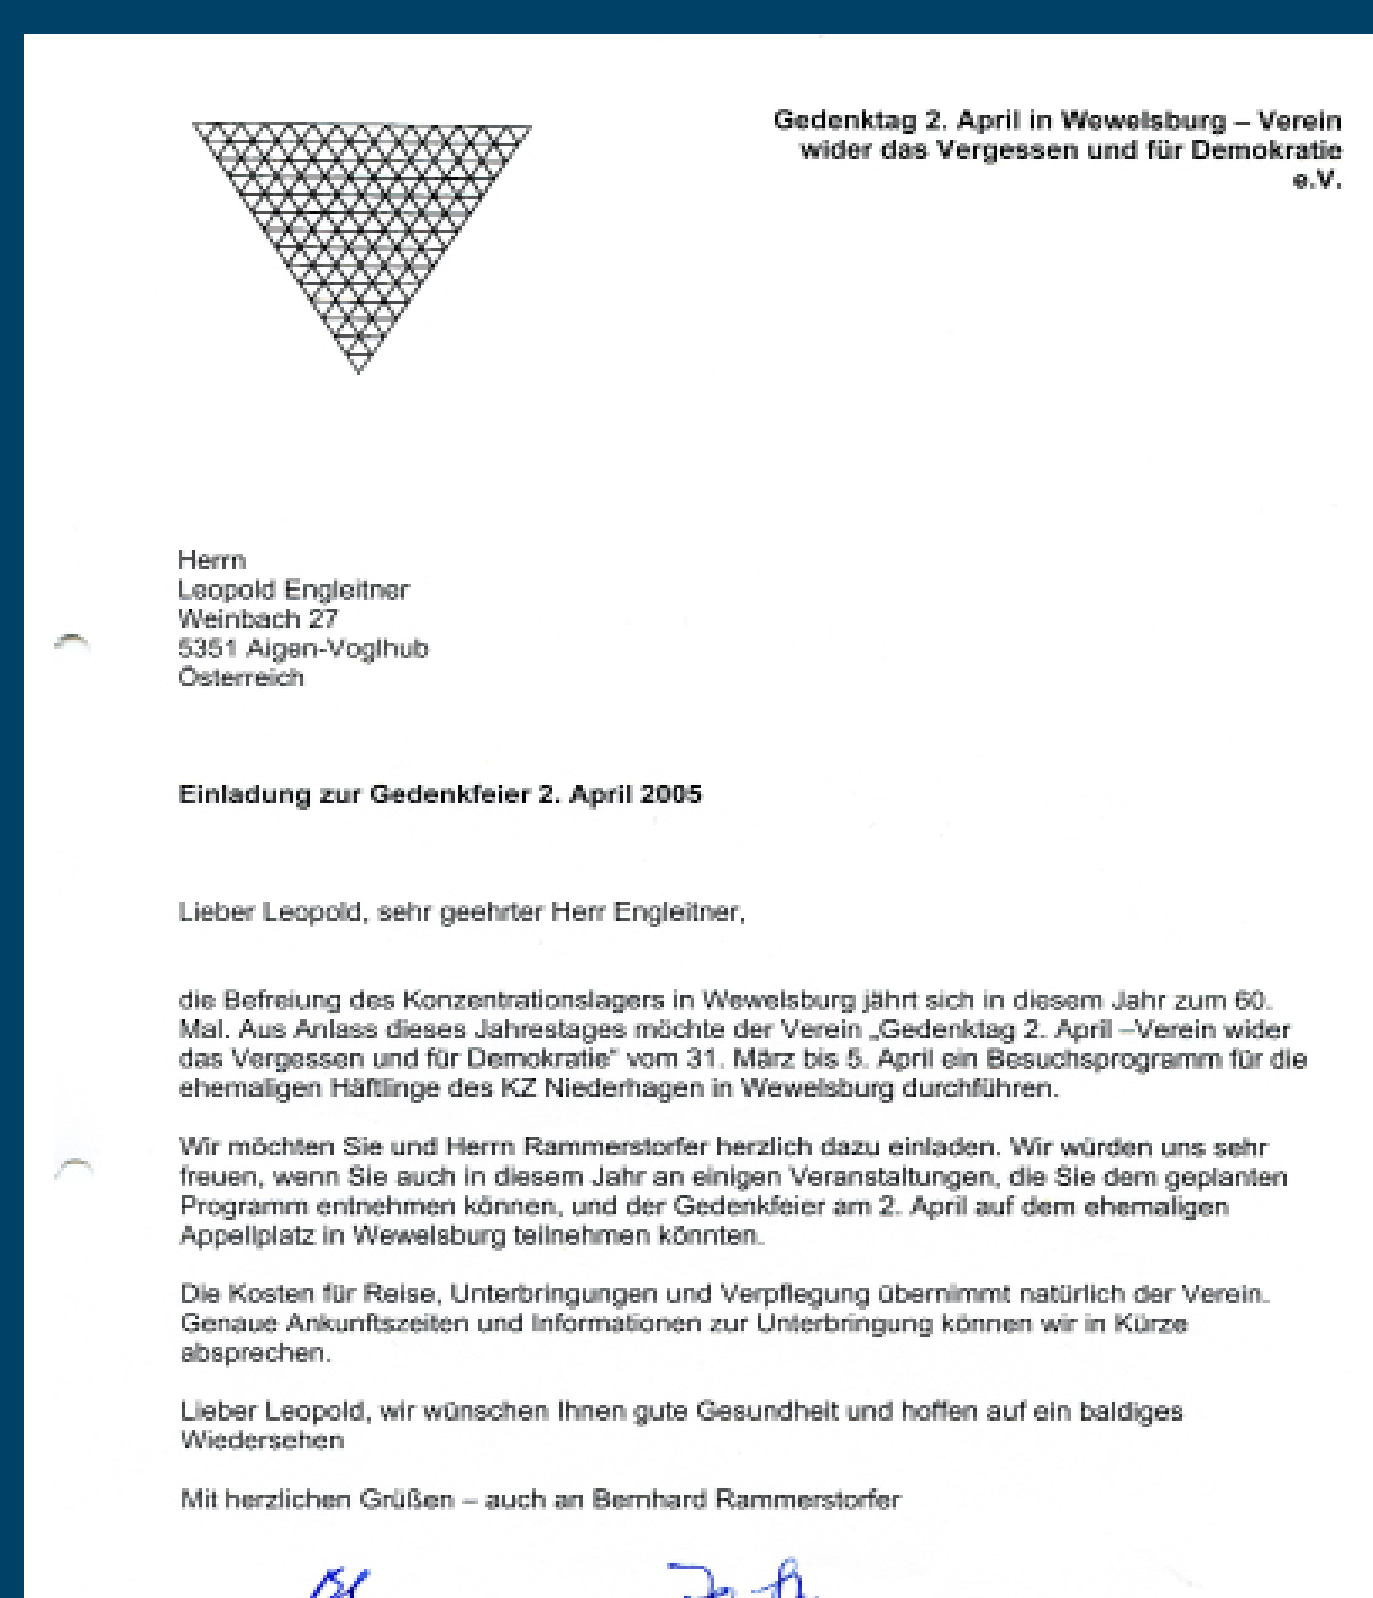 Gedenktag 2. April in Wewelsburg – Verein
wider das Vergessen und für Demokratie
e.V.
Herrn
Leopold Engleitner
Weinbach 27
5351 Aigen-Voglhub
Österreich
Einladung zur Gedenkfeier 2. April 2005
Lieber Leopold, sehr geehrter Herr Engleitner,
die Befreiung des Konzentrationslagers in Wewelsburg jährt sich in diesem Jahr zum 60.
Mal. Aus Anlass dieses Jahrestages möchte der Verein „Gedenktag 2. April –Verein wider
das Vergessen und für Demokratie“ vom 31. März bis 5. April ein Besuchsprogramm für die
ehemaligen Häftlinge des KZ Niederhagen in Wewelsburg durchführen.
Wir möchten Sie und Herrn Rammerstorfer herzlich dazu einladen. Wir würden uns sehr
freuen, wenn Sie auch in diesem Jahr an einigen Veranstaltungen, die Sie dem geplanten
Programm entnehmen können, und der Gedenkfeier am 2. April auf dem ehemaligen
Appellplatz in Wewelsburg teilnehmen könnten.
Die Kosten für Reise, Unterbringungen und Verpflegung übernimmt natürlich der Verein.
Genaue Ankunftszeiten und Informationen zur Unterbringung können wir in Kürze
absprechen.
Lieber Leopold, wir wünschen Ihnen gute Gesundheit und hoffen auf ein baldiges
Wiedersehen
Mit herzlichen Grüßen – auch an Bernhard Rammerstorfer